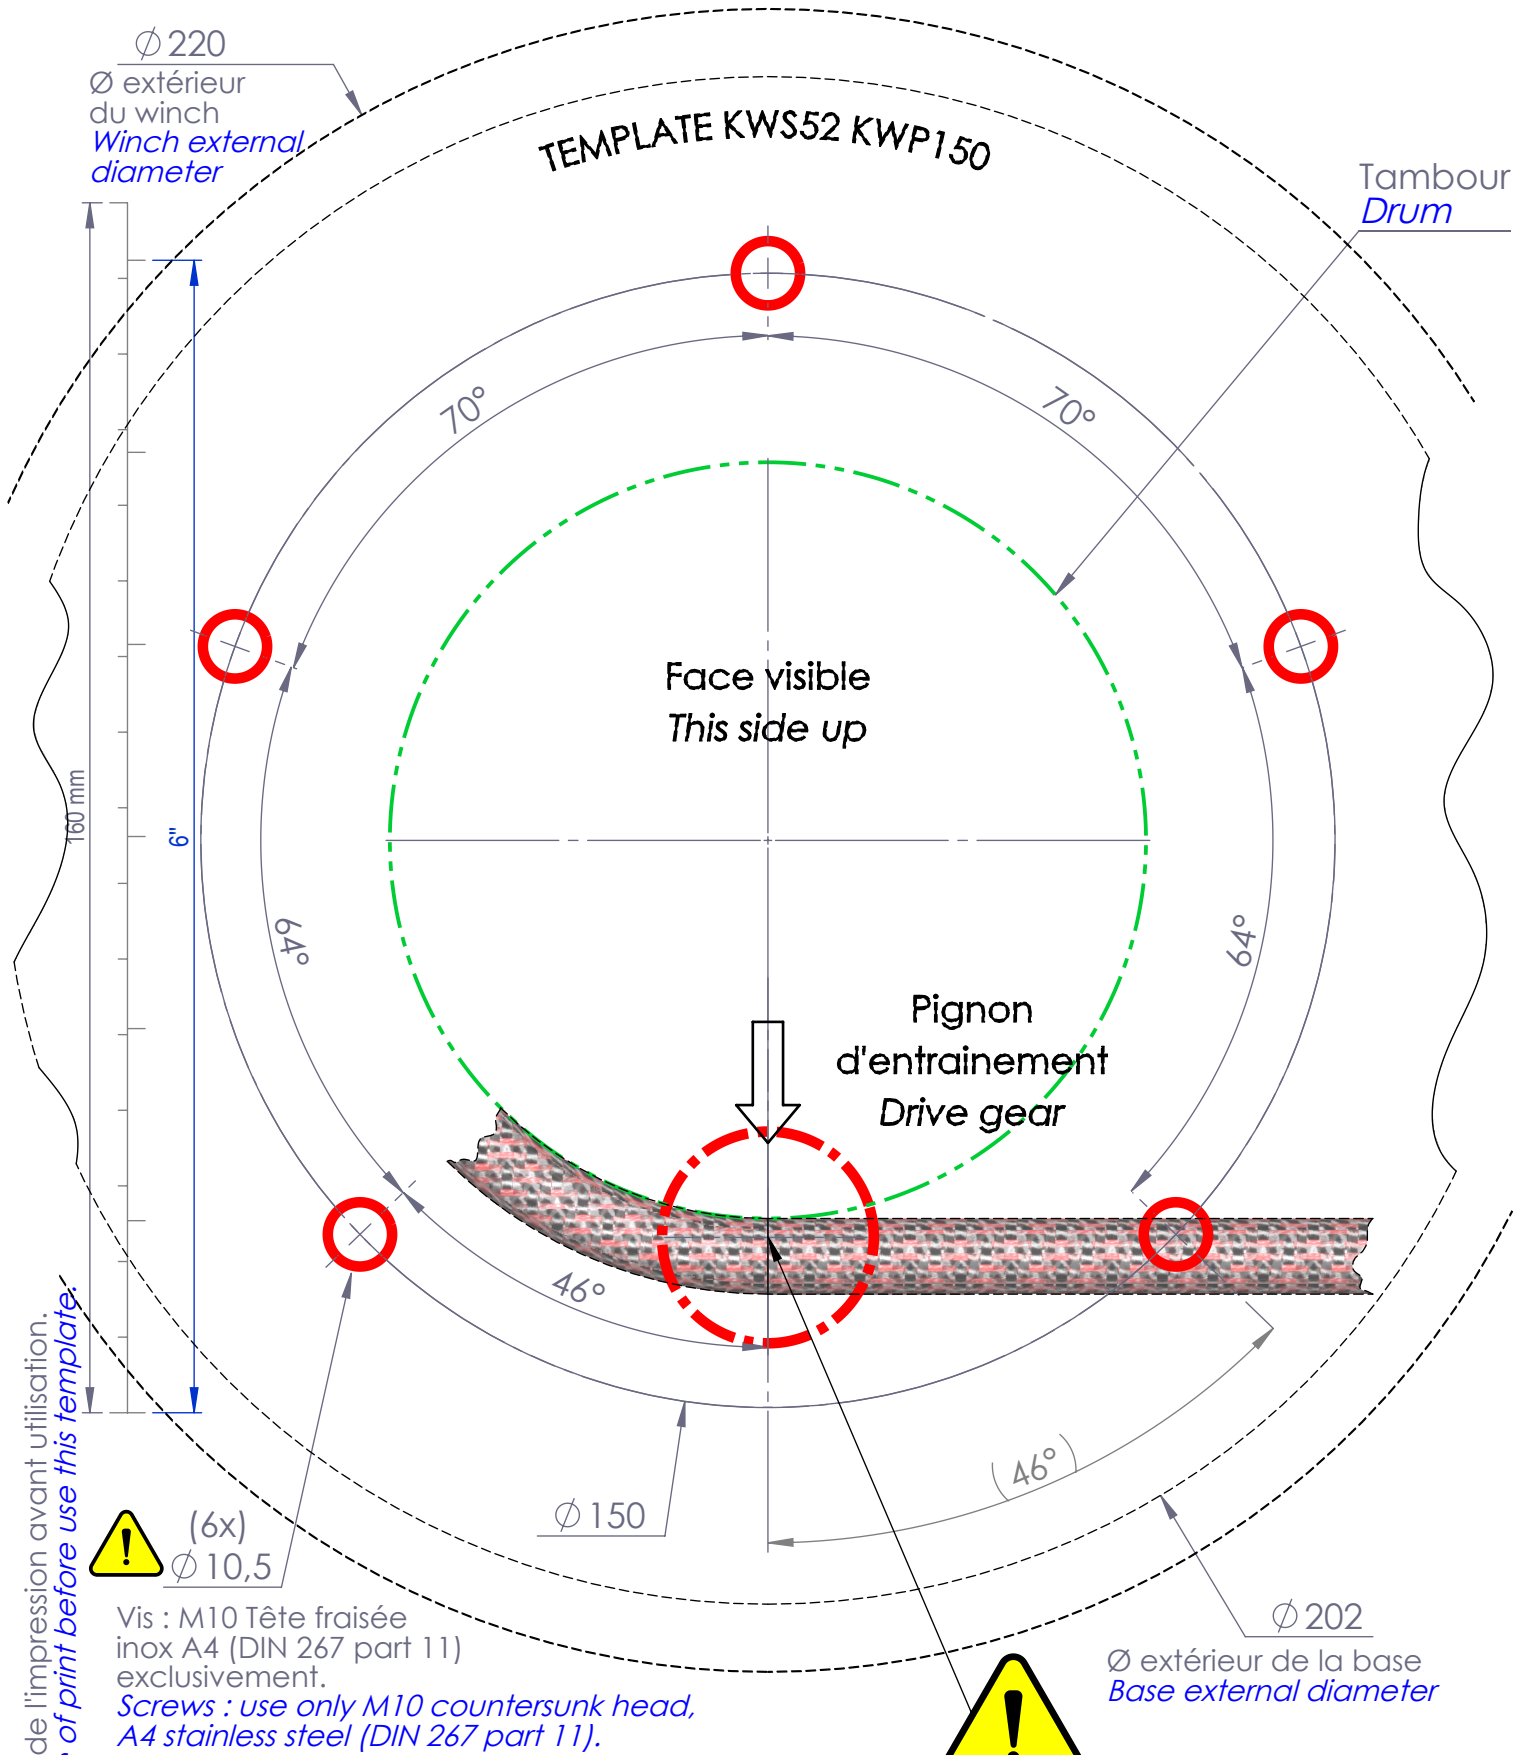 Ø 220
Ø extérieur
du winch
Winch external
diameter
TEMPLATE KWS52 KWP150
Tambour
Drum
70°
70°
Face visible
This side up
160 mm
6"
64°
64°
Pignon
d'entrainement
Drive gear
46°
(46°)
Ø 150
(6x)
Ø 10,5
Vis : M10 Tête fraisée
inox A4 (DIN 267 part 11)
exclusivement.
Screws : use only M10 countersunk head,
A4 stainless steel (DIN 267 part 11).
Ø 202
Ø extérieur de la base
Base external diameter
de l'impression avant utilisation.
of print before use this template.